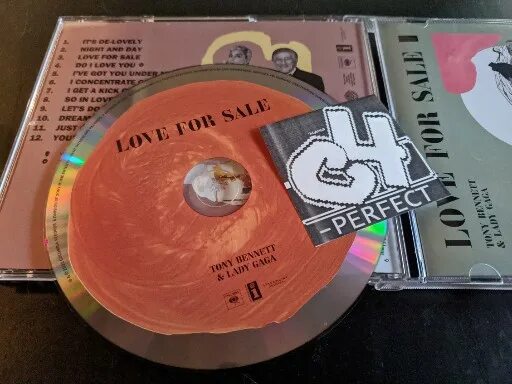 1. IT'S DE-LOVELY
2. NIGHT AND DAY
3. LOVE FOR SALE
4. DO I LOVE YOU
5. I'VE GOT YOU UNDER
6. I CONCENTRATE
7. I GET A KICK
8. SO IN LOVE
9. LET'S DO
10. DREAM
11. JUST
12. YOU
LOVE FOR SALE
TONY BENNETT
& LADY GAGA
C4
-PERFECT
LOVE FOR SALE
TONY BENNETT
& LADY GAGA